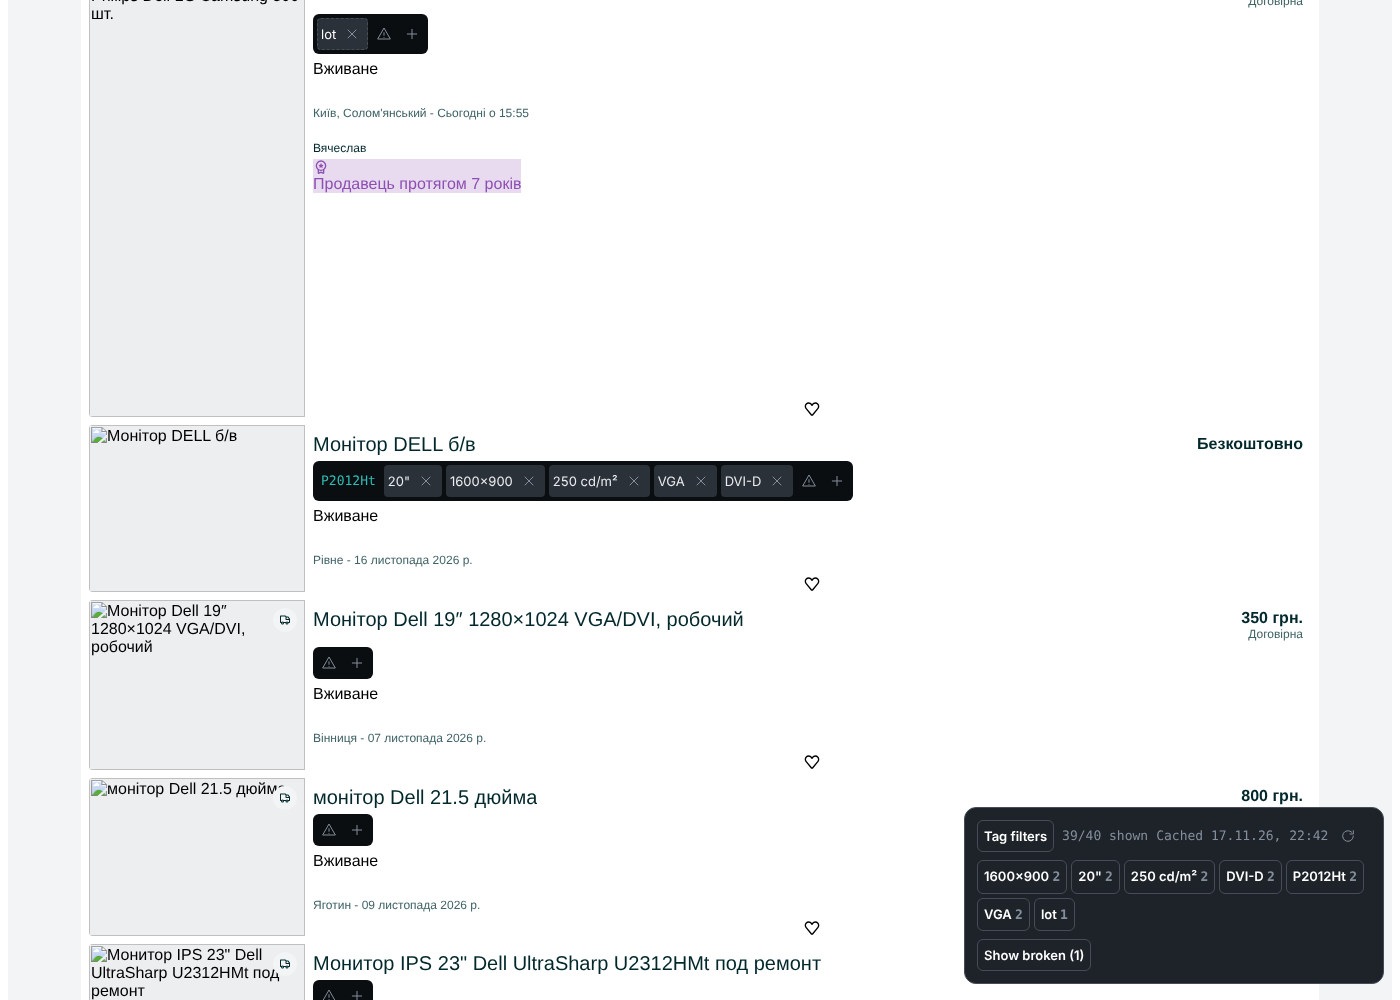 шт.
Договірна
lot
Вживане
Київ, Солом'янський - Сьогодні о 15:55
Вячеслав
Продавець протягом 7 років
Монітор DELL б/в
Монітор DELL б/в
Безкоштовно
P2012Ht 20" 1600×900 250 cd/m² VGA DVI-D
Вживане
Рівне - 16 листопада 2026 р.
Монітор Dell 19″
1280×1024 VGA/DVI,
робочий
Монітор Dell 19″ 1280×1024 VGA/DVI, робочий
350 грн.
Договірна
Вживане
Вінниця - 07 листопада 2026 р.
монітор Dell 21.5 дюйма
монітор Dell 21.5 дюйма
800 грн.
Вживане
Яготин - 09 листопада 2026 р.
Монитор IPS 23" Dell
UltraSharp U2312HMt под
ремонт
Монитор IPS 23" Dell UltraSharp U2312HMt под ремонт
Tag filters 39/40 shown Cached 17.11.26, 22:42
1600×900 2 20" 2 250 cd/m² 2 DVI-D 2 P2012Ht 2
VGA 2 lot 1
Show broken (1)